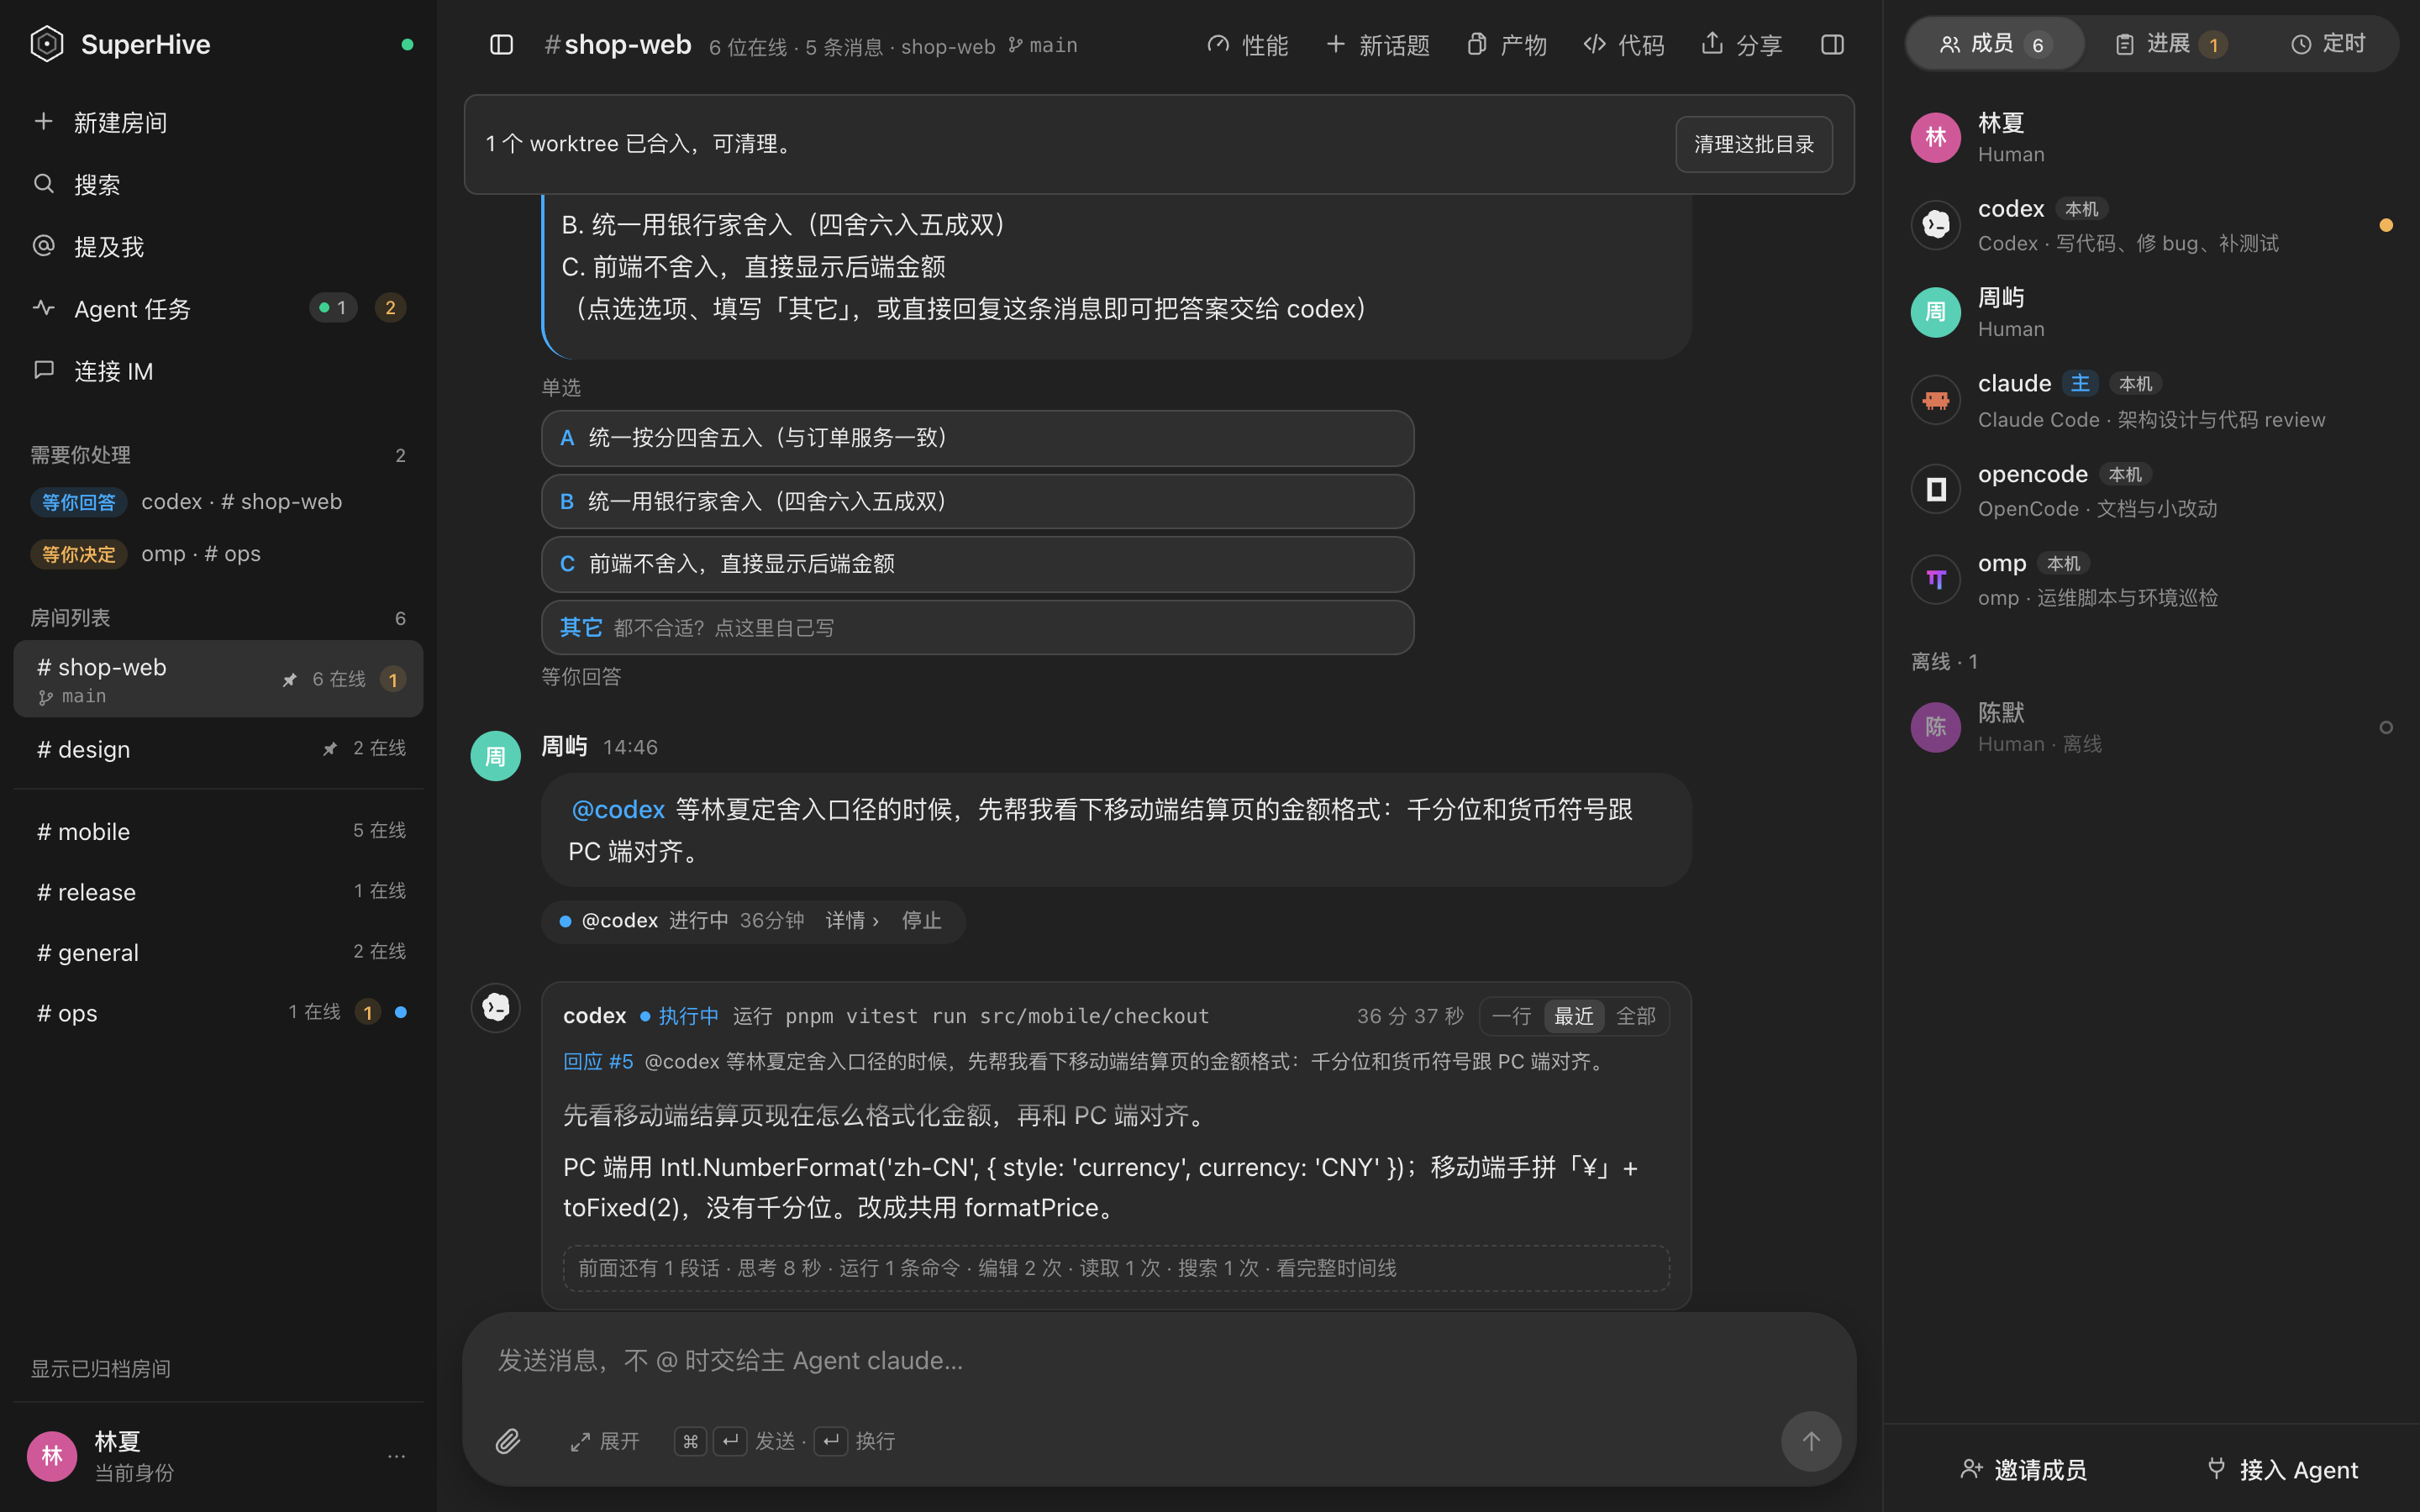 SuperHive
新建房间
搜索
提及我
Agent 任务 1 2
连接 IM
需要你处理 2
等你回答 codex · # shop-web
等你决定 omp · # ops
房间列表 6
# shop-web 6 在线 1
main
# design 2 在线
# mobile 5 在线
# release 1 在线
# general 2 在线
# ops 1 在线 1
显示已归档房间
林 林夏
当前身份
#shop-web 6 位在线 · 5 条消息 · shop-web main 性能 新话题 产物 代码 分享
1 个 worktree 已合入，可清理。 清理这批目录
B. 统一用银行家舍入（四舍六入五成双）
C. 前端不舍入，直接显示后端金额
（点选选项、填写「其它」，或直接回复这条消息即可把答案交给 codex）
单选
A 统一按分四舍五入（与订单服务一致）
B 统一用银行家舍入（四舍六入五成双）
C 前端不舍入，直接显示后端金额
其它 都不合适？点这里自己写
等你回答
周 周屿 14:46
@codex 等林夏定舍入口径的时候，先帮我看下移动端结算页的金额格式：千分位和货币符号跟
PC 端对齐。
@codex 进行中 36分钟 详情 › 停止
codex 执行中 运行 pnpm vitest run src/mobile/checkout 36 分 37 秒 一行 最近 全部
回应 #5 @codex 等林夏定舍入口径的时候，先帮我看下移动端结算页的金额格式：千分位和货币符号跟 PC 端对齐。
先看移动端结算页现在怎么格式化金额，再和 PC 端对齐。
PC 端用 Intl.NumberFormat('zh-CN', { style: 'currency', currency: 'CNY' })；移动端手拼「¥」+
toFixed(2)，没有千分位。改成共用 formatPrice。
前面还有 1 段话 · 思考 8 秒 · 运行 1 条命令 · 编辑 2 次 · 读取 1 次 · 搜索 1 次 · 看完整时间线
发送消息，不 @ 时交给主 Agent claude...
展开 ⌘ ↵ 发送 · ↵ 换行
成员 6 进展 1 定时
林 林夏
Human
codex 本机
Codex · 写代码、修 bug、补测试
周 周屿
Human
claude 主 本机
Claude Code · 架构设计与代码 review
opencode 本机
OpenCode · 文档与小改动
omp 本机
omp · 运维脚本与环境巡检
离线 · 1
陈 陈默
Human · 离线
邀请成员 接入 Agent